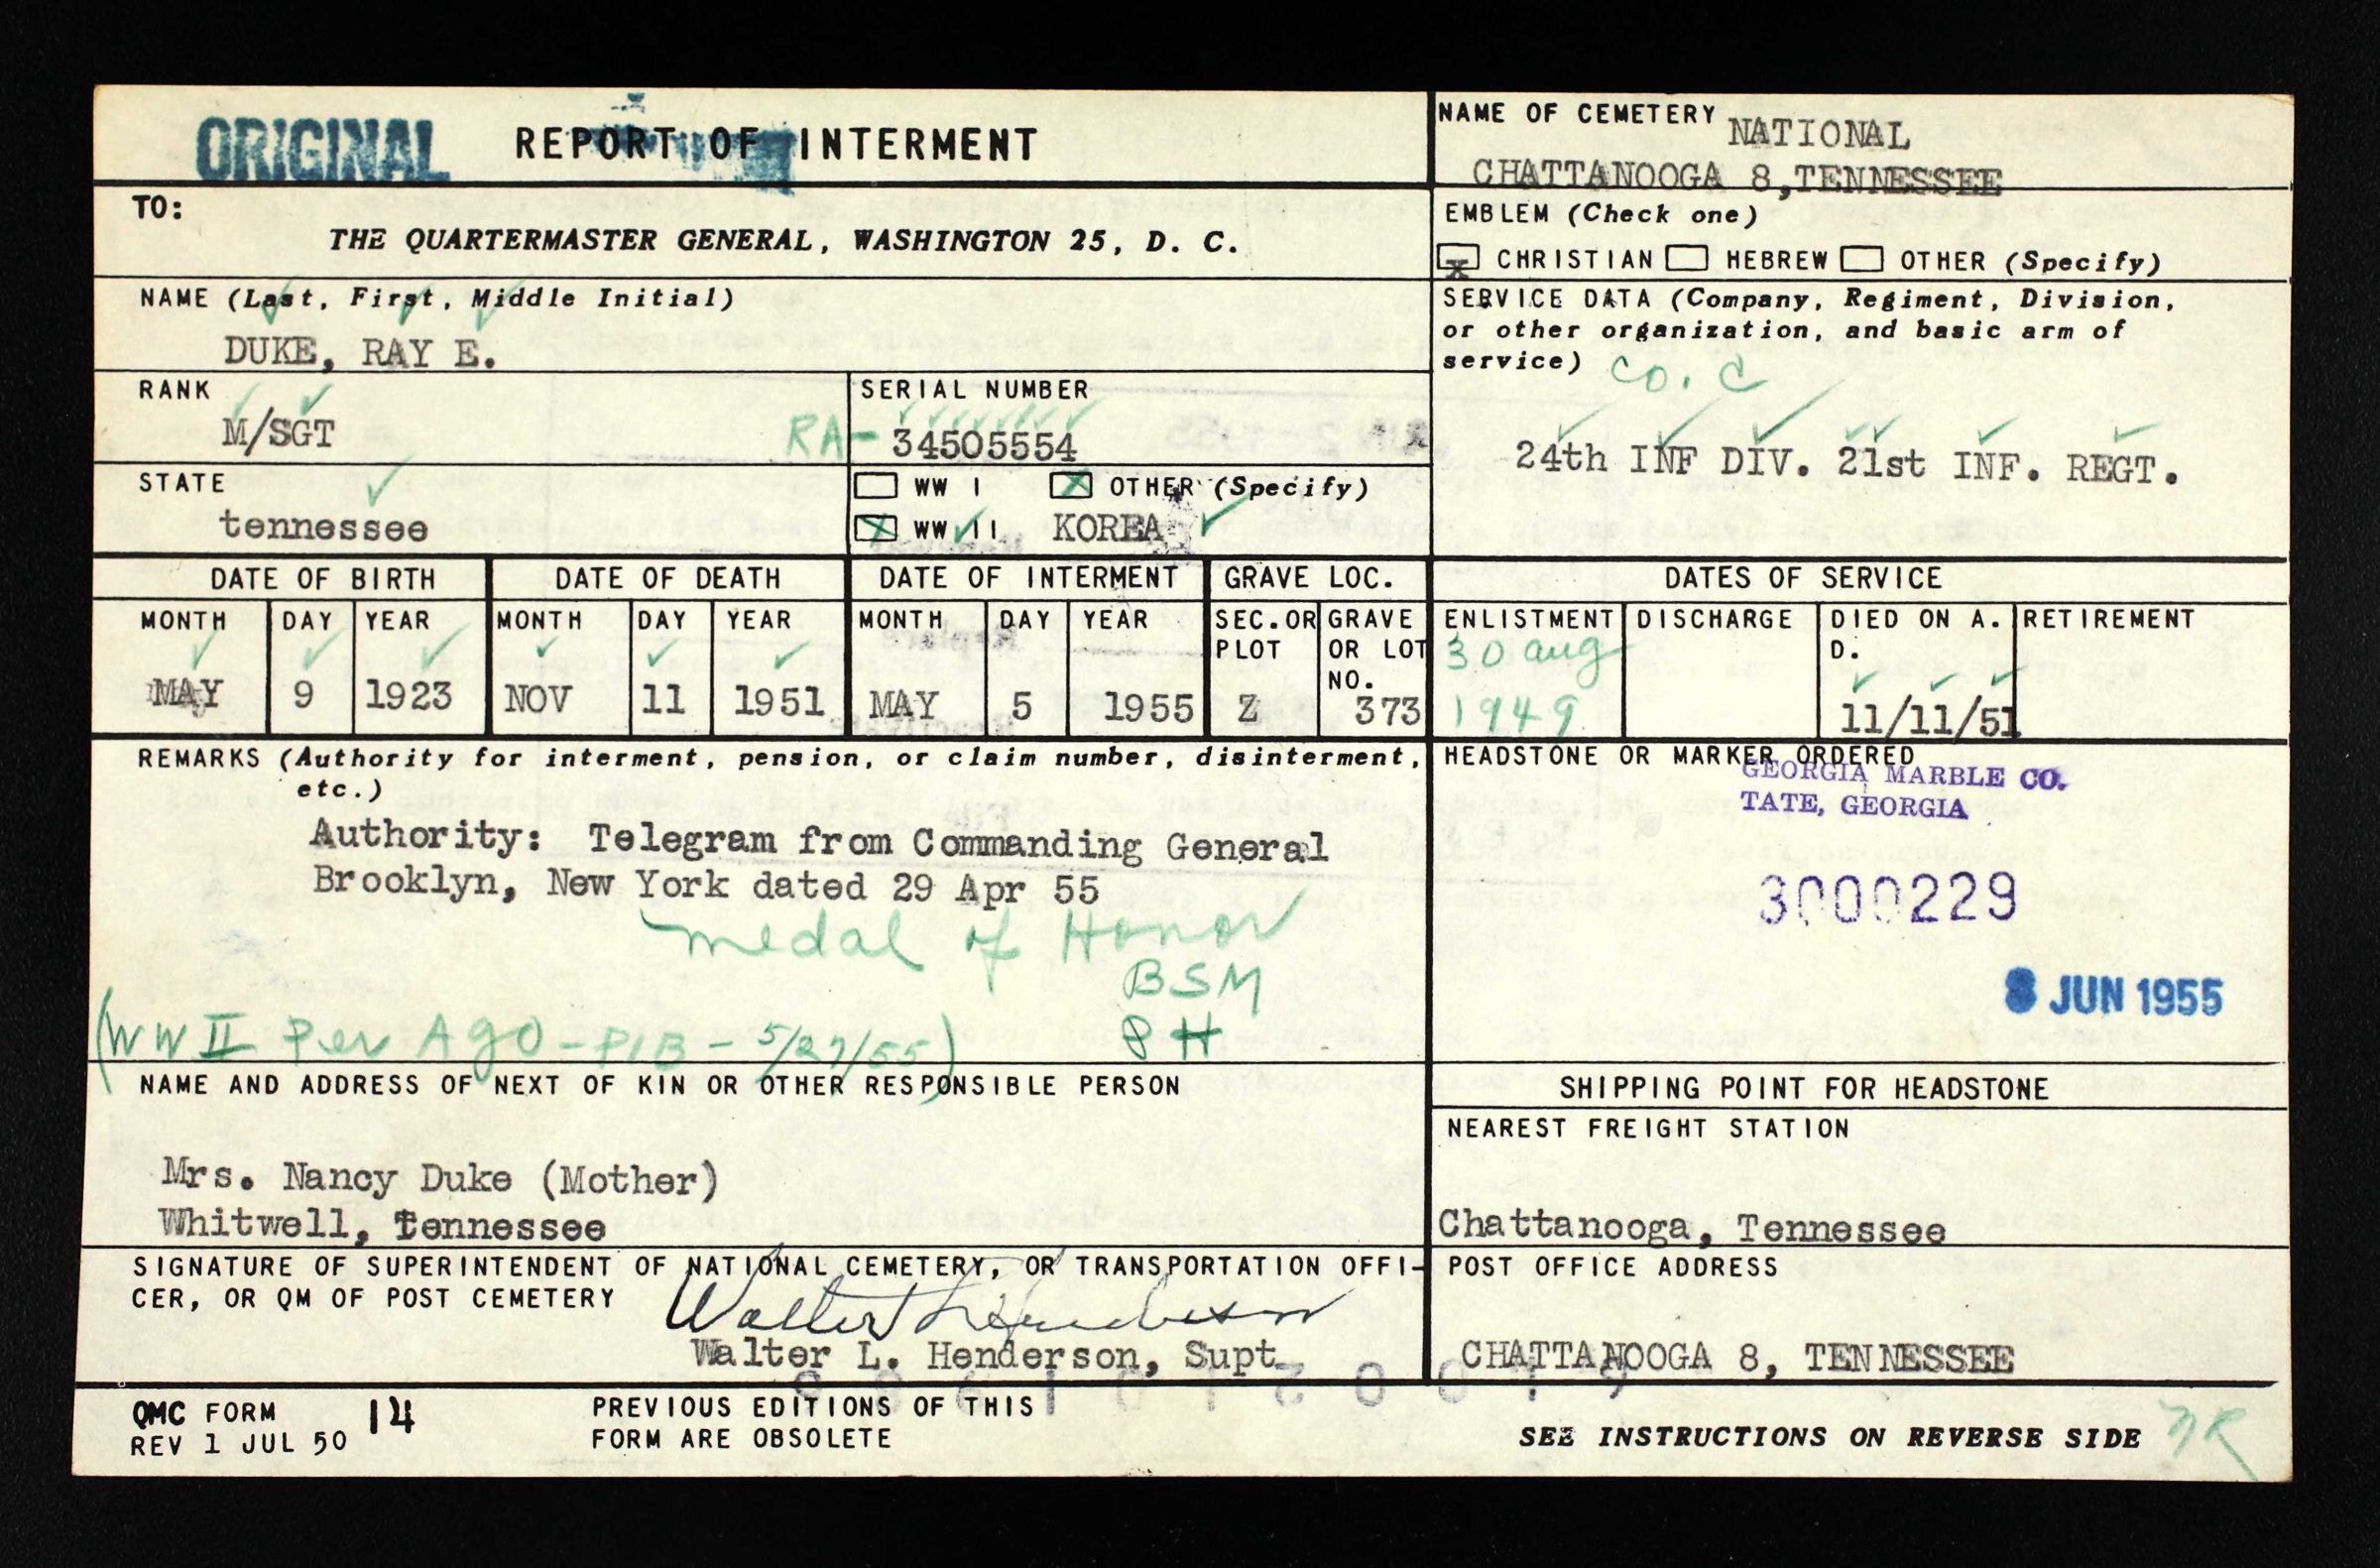 ORIGINAL REPORT OF INTERMENT
NAME OF CEMETERY NATIONAL
CHATTANOOGA 8, TENNESSEE
TO:
THE QUARTERMASTER GENERAL, WASHINGTON 25, D. C.
EMBLEM (Check one)
X CHRISTIAN HEBREW OTHER (Specify)
NAME (Last, First, Middle Initial)
DUKE, RAY E.
SERVICE DATA (Company, Regiment, Division,
or other organization, and basic arm of
service) CO. C
24th INF DIV. 21st INF. REGT.
RANK
M/SGT
SERIAL NUMBER
RA- 34505554
STATE
tennessee
WW I X OTHER (Specify)
X WW II KOREA
DATE OF BIRTH
MONTH DAY YEAR
MAY 9 1923
DATE OF DEATH
MONTH DAY YEAR
NOV 11 1951
DATE OF INTERMENT
MONTH DAY YEAR
MAY 5 1955
GRAVE LOC.
SEC. OR PLOT
Z
GRAVE OR LOT NO.
373
DATES OF SERVICE
ENLISTMENT
30 aug
1949
DISCHARGE
DIED ON A. D.
11/11/51
RETIREMENT
REMARKS (Authority for interment, pension, or claim number, disinterment,
etc.)
Authority: Telegram from Commanding General
Brooklyn, New York dated 29 Apr 55
medal of Honor
BSM
PH
(WW II Per AGO-PIB- 5/27/55)
HEADSTONE OR MARKER ORDERED
GEORGIA MARBLE CO.
TATE, GEORGIA
3000229
8 JUN 1955
NAME AND ADDRESS OF NEXT OF KIN OR OTHER RESPONSIBLE PERSON
Mrs. Nancy Duke (Mother)
Whitwell, tennessee
SHIPPING POINT FOR HEADSTONE
NEAREST FREIGHT STATION
Chattanooga, Tennessee
SIGNATURE OF SUPERINTENDENT OF NATIONAL CEMETERY, OR TRANSPORTATION OFFI-
CER, OR QM OF POST CEMETERY
Walter L Henderson
Walter L. Henderson, Supt
POST OFFICE ADDRESS
CHATTANOOGA 8, TENNESSEE
QMC FORM 14
REV 1 JUL 50
PREVIOUS EDITIONS OF THIS
FORM ARE OBSOLETE
SEE INSTRUCTIONS ON REVERSE SIDE